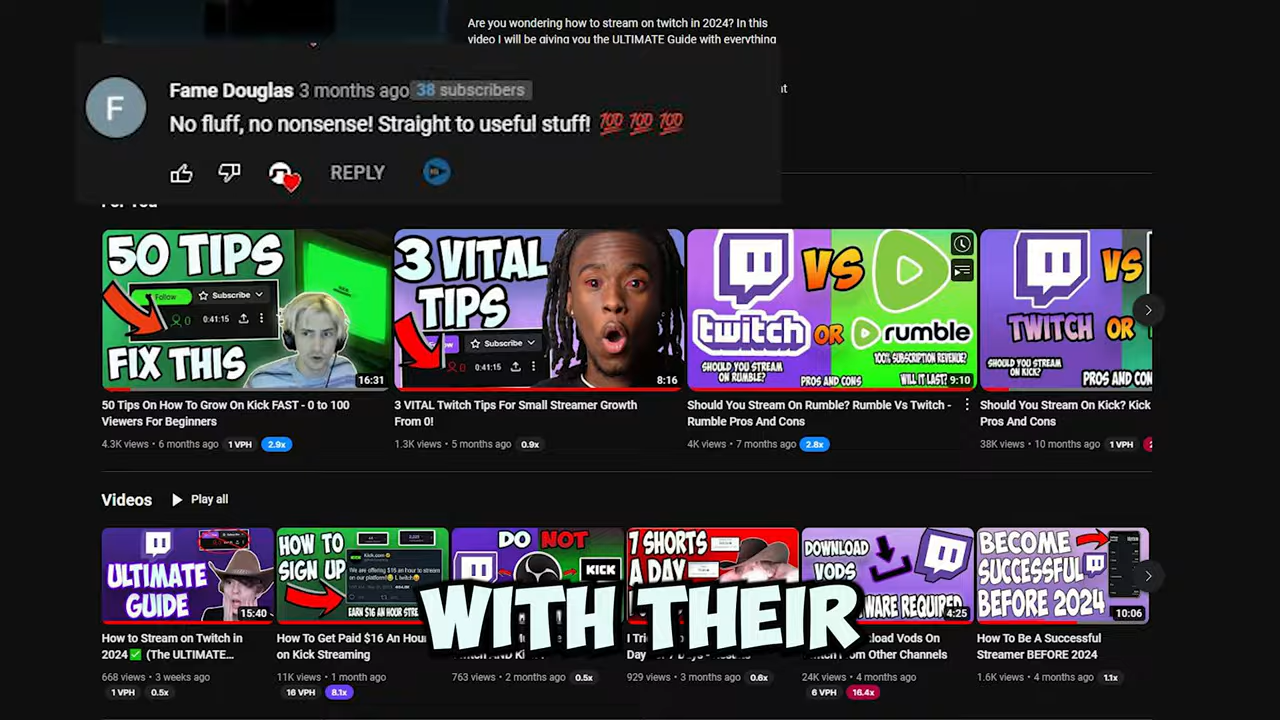 Are you wondering how to stream on twitch in 2024? In this
video I will be giving you the ULTIMATE Guide with everything
F
Fame Douglas 3 months ago 38 subscribers
No fluff, no nonsense! Straight to useful stuff! 💯 💯 💯
REPLY
For You
50 TIPS
Follow
Subscribe
0
0:41:15
FIX THIS
16:31
3 VITAL
TIPS
Subscribe
0
0:41:15
8:16
VS
twitch OR rumble
SHOULD YOU
STREAM ON
RUMBLE?
PROS AND CONS
100% SUBSCRIPTION REVENUE?
WILL IT LAST?
9:10
VS
TWITCH OR
SHOULD YOU
STREAM ON
KICK?
PROS AND CON
50 Tips On How To Grow On Kick FAST - 0 to 100
Viewers For Beginners
4.3K views • 6 months ago 1 VPH 2.9x
3 VITAL Twitch Tips For Small Streamer Growth
From 0!
1.3K views • 5 months ago 0.9x
Should You Stream On Rumble? Rumble Vs Twitch -
Rumble Pros And Cons
4K views • 7 months ago 2.8x
Should You Stream On Kick? Kick
Pros And Cons
38K views • 10 months ago 1 VPH 2
Videos Play all
ULTIMATE
GUIDE
15:40
HOW TO
SIGN UP
Kick.com
We are offering $15 an hour to stream
on our platform
EARN $16 AN HOUR
DO NOT
KICK
7 SHORTS
A DAY
DOWNLOAD
VODS
WARE REQUIRED
4:25
BECOME
SUCCESSFUL
BEFORE 2024
10:06
WITH THEIR
How to Stream on Twitch in
2024✅ (The ULTIMATE...
668 views • 3 weeks ago
1 VPH 0.5x
How To Get Paid $16 An Hour
on Kick Streaming
11K views • 1 month ago
16 VPH 8.1x
763 views • 2 months ago 0.5x
929 views • 3 months ago 0.6x
load Vods On
From Other Channels
24K views • 4 months ago
6 VPH 16.4x
How To Be A Successful
Streamer BEFORE 2024
1.6K views • 4 months ago 1.1x